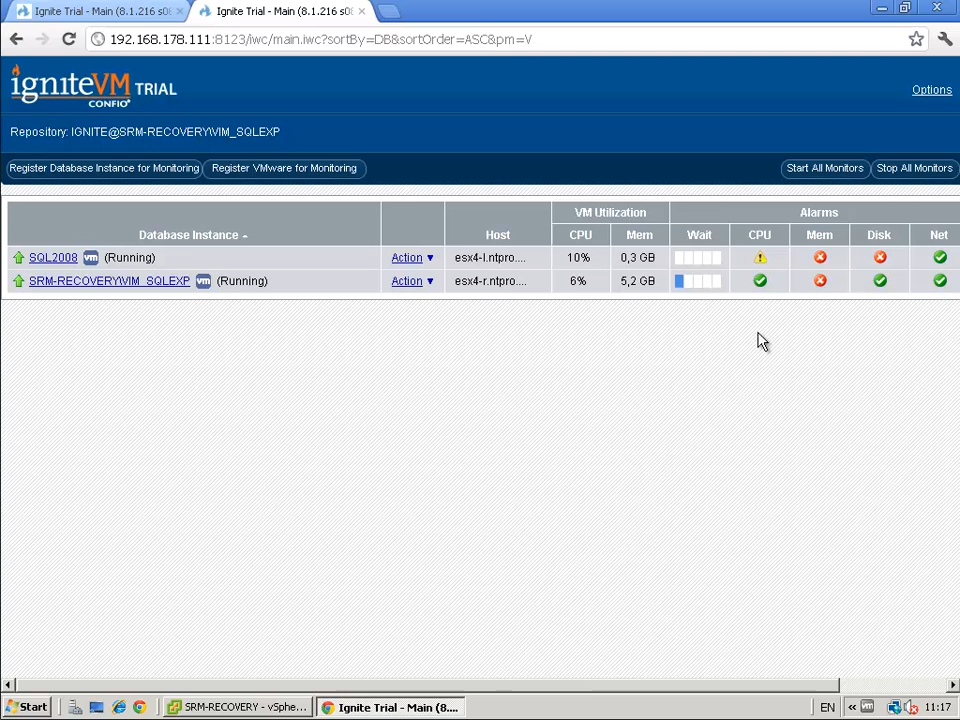 Ignite Trial - Main (8.1.216 s0
Ignite Trial - Main (8.1.216 s0
192.168.178.111:8123/iwc/main.iwc?sortBy=DB&sortOrder=ASC&pm=V
igniteVM TRIAL
CONFIO
Options
Repository: IGNITE@SRM-RECOVERY\VIM_SQLEXP
Register Database Instance for Monitoring
Register VMware for Monitoring
Start All Monitors
Stop All Monitors
VM Utilization
Alarms
Database Instance
Host
CPU
Mem
Wait
CPU
Mem
Disk
Net
SQL2008 vm (Running)
Action
esx4-l.ntpro....
10%
0,3 GB
SRM-RECOVERY\VIM_SQLEXP vm (Running)
Action
esx4-r.ntpro....
6%
5,2 GB
Start
SRM-RECOVERY - vSphe...
Ignite Trial - Main (8....
EN
11:17